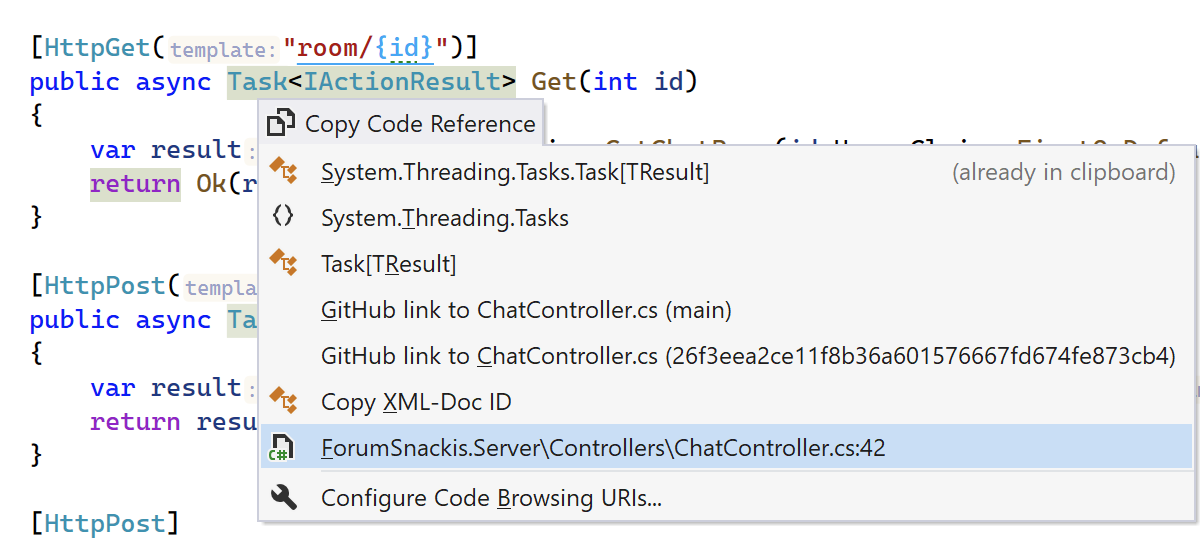 [HttpGet( template: "room/{id}")]
public async Task<IActionResult> Get(int id)
{
Copy Code Reference
var result:
System.Threading.Tasks.Task[TResult] (already in clipboard)
return Ok(r
System.Threading.Tasks
}
Task[TResult]
[HttpPost( templa
GitHub link to ChatController.cs (main)
public async Ta
{
GitHub link to ChatController.cs (26f3eea2ce11f8b36a601576667fd674fe873cb4)
var result:
Copy XML-Doc ID
return resu
ForumSnackis.Server\Controllers\ChatController.cs:42
}
Configure Code Browsing URIs...
[HttpPost]